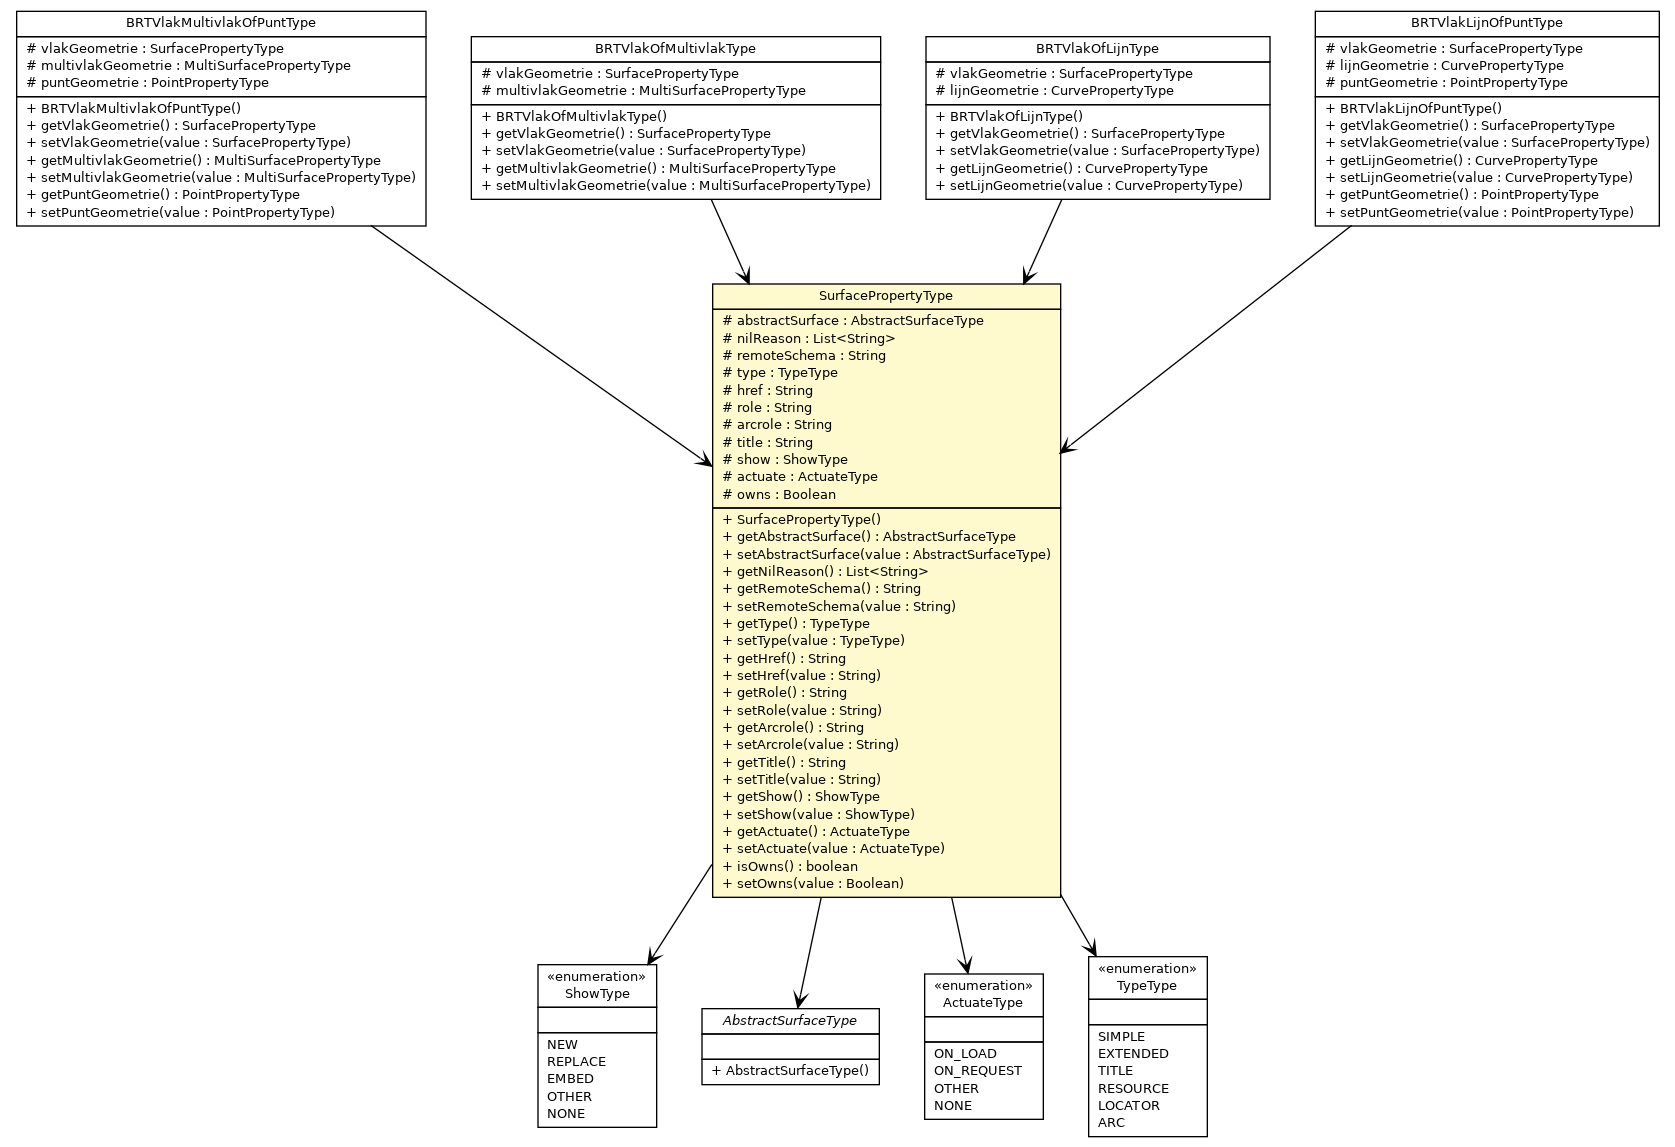 BRTVlakMultivlakOfPuntType
# vlakGeometrie : SurfacePropertyType
# multivlakGeometrie : MultiSurfacePropertyType
# puntGeometrie : PointPropertyType
+ BRTVlakMultivlakOfPuntType()
+ getVlakGeometrie() : SurfacePropertyType
+ setVlakGeometrie(value : SurfacePropertyType)
+ getMultivlakGeometrie() : MultiSurfacePropertyType
+ setMultivlakGeometrie(value : MultiSurfacePropertyType)
+ getPuntGeometrie() : PointPropertyType
+ setPuntGeometrie(value : PointPropertyType)
BRTVlakOfMultivlakType
# vlakGeometrie : SurfacePropertyType
# multivlakGeometrie : MultiSurfacePropertyType
+ BRTVlakOfMultivlakType()
+ getVlakGeometrie() : SurfacePropertyType
+ setVlakGeometrie(value : SurfacePropertyType)
+ getMultivlakGeometrie() : MultiSurfacePropertyType
+ setMultivlakGeometrie(value : MultiSurfacePropertyType)
BRTVlakOfLijnType
# vlakGeometrie : SurfacePropertyType
# lijnGeometrie : CurvePropertyType
+ BRTVlakOfLijnType()
+ getVlakGeometrie() : SurfacePropertyType
+ setVlakGeometrie(value : SurfacePropertyType)
+ getLijnGeometrie() : CurvePropertyType
+ setLijnGeometrie(value : CurvePropertyType)
BRTVlakLijnOfPuntType
# vlakGeometrie : SurfacePropertyType
# lijnGeometrie : CurvePropertyType
# puntGeometrie : PointPropertyType
+ BRTVlakLijnOfPuntType()
+ getVlakGeometrie() : SurfacePropertyType
+ setVlakGeometrie(value : SurfacePropertyType)
+ getLijnGeometrie() : CurvePropertyType
+ setLijnGeometrie(value : CurvePropertyType)
+ getPuntGeometrie() : PointPropertyType
+ setPuntGeometrie(value : PointPropertyType)
SurfacePropertyType
# abstractSurface : AbstractSurfaceType
# nilReason : List<String>
# remoteSchema : String
# type : TypeType
# href : String
# role : String
# arcrole : String
# title : String
# show : ShowType
# actuate : ActuateType
# owns : Boolean
+ SurfacePropertyType()
+ getAbstractSurface() : AbstractSurfaceType
+ setAbstractSurface(value : AbstractSurfaceType)
+ getNilReason() : List<String>
+ getRemoteSchema() : String
+ setRemoteSchema(value : String)
+ getType() : TypeType
+ setType(value : TypeType)
+ getHref() : String
+ setHref(value : String)
+ getRole() : String
+ setRole(value : String)
+ getArcrole() : String
+ setArcrole(value : String)
+ getTitle() : String
+ setTitle(value : String)
+ getShow() : ShowType
+ setShow(value : ShowType)
+ getActuate() : ActuateType
+ setActuate(value : ActuateType)
+ isOwns() : boolean
+ setOwns(value : Boolean)
«enumeration»
ShowType
NEW
REPLACE
EMBED
OTHER
NONE
AbstractSurfaceType
+ AbstractSurfaceType()
«enumeration»
ActuateType
ON_LOAD
ON_REQUEST
OTHER
NONE
«enumeration»
TypeType
SIMPLE
EXTENDED
TITLE
RESOURCE
LOCATOR
ARC